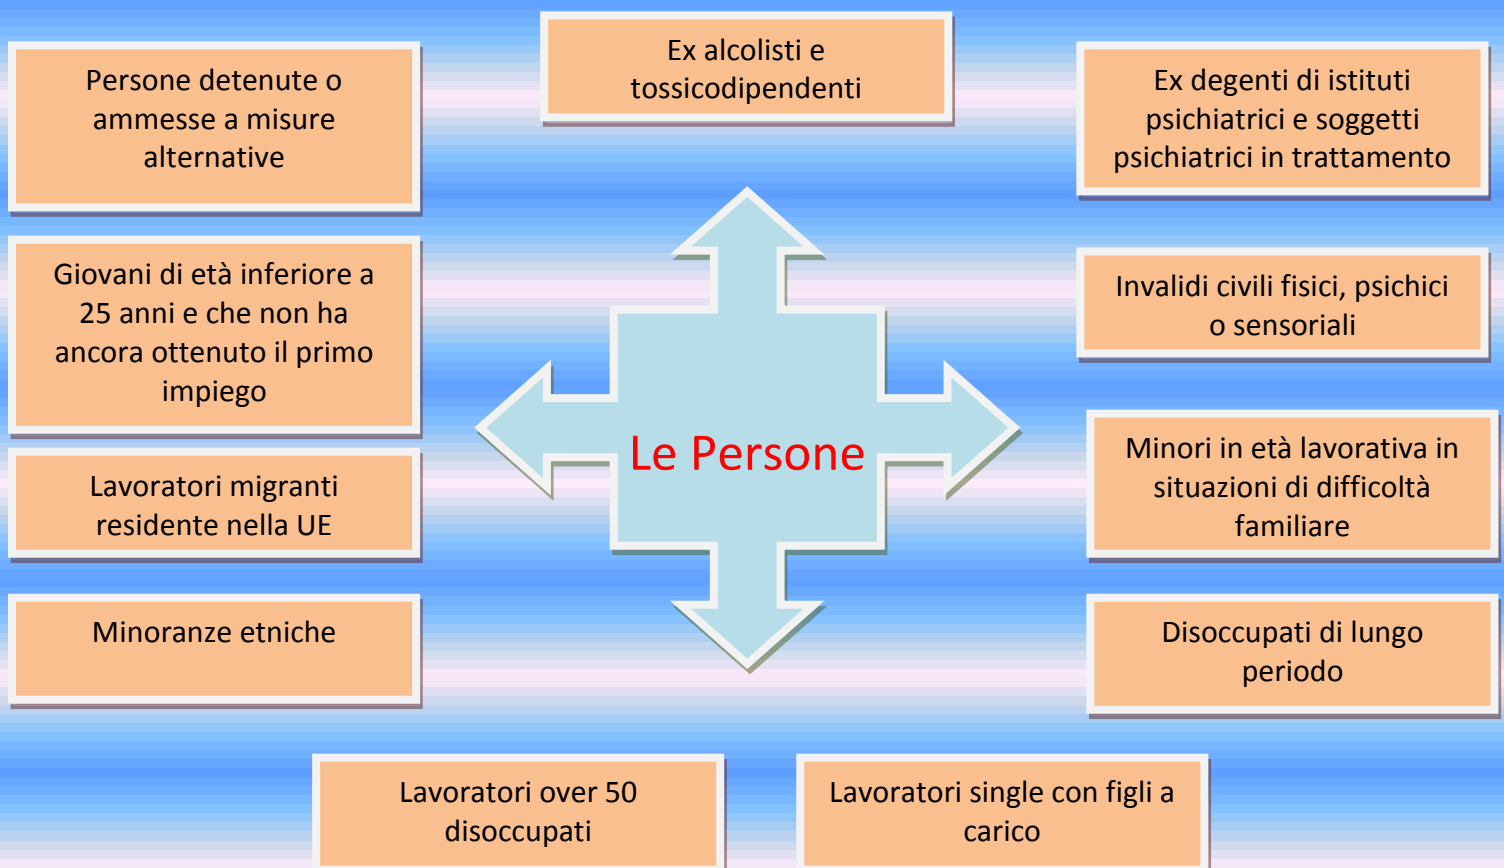 Ex alcolisti e
tossicodipendenti
Persone detenute o
ammesse a misure
alternative
Ex degenti di istituti
psichiatrici e soggetti
psichiatrici in trattamento
Giovani di età inferiore a
25 anni e che non ha
ancora ottenuto il primo
impiego
Invalidi civili fisici, psichici
o sensoriali
Le Persone
Lavoratori migranti
residente nella UE
Minori in età lavorativa in
situazioni di difficoltà
familiare
Minoranze etniche
Disoccupati di lungo
periodo
Lavoratori over 50
disoccupati
Lavoratori single con figli a
carico